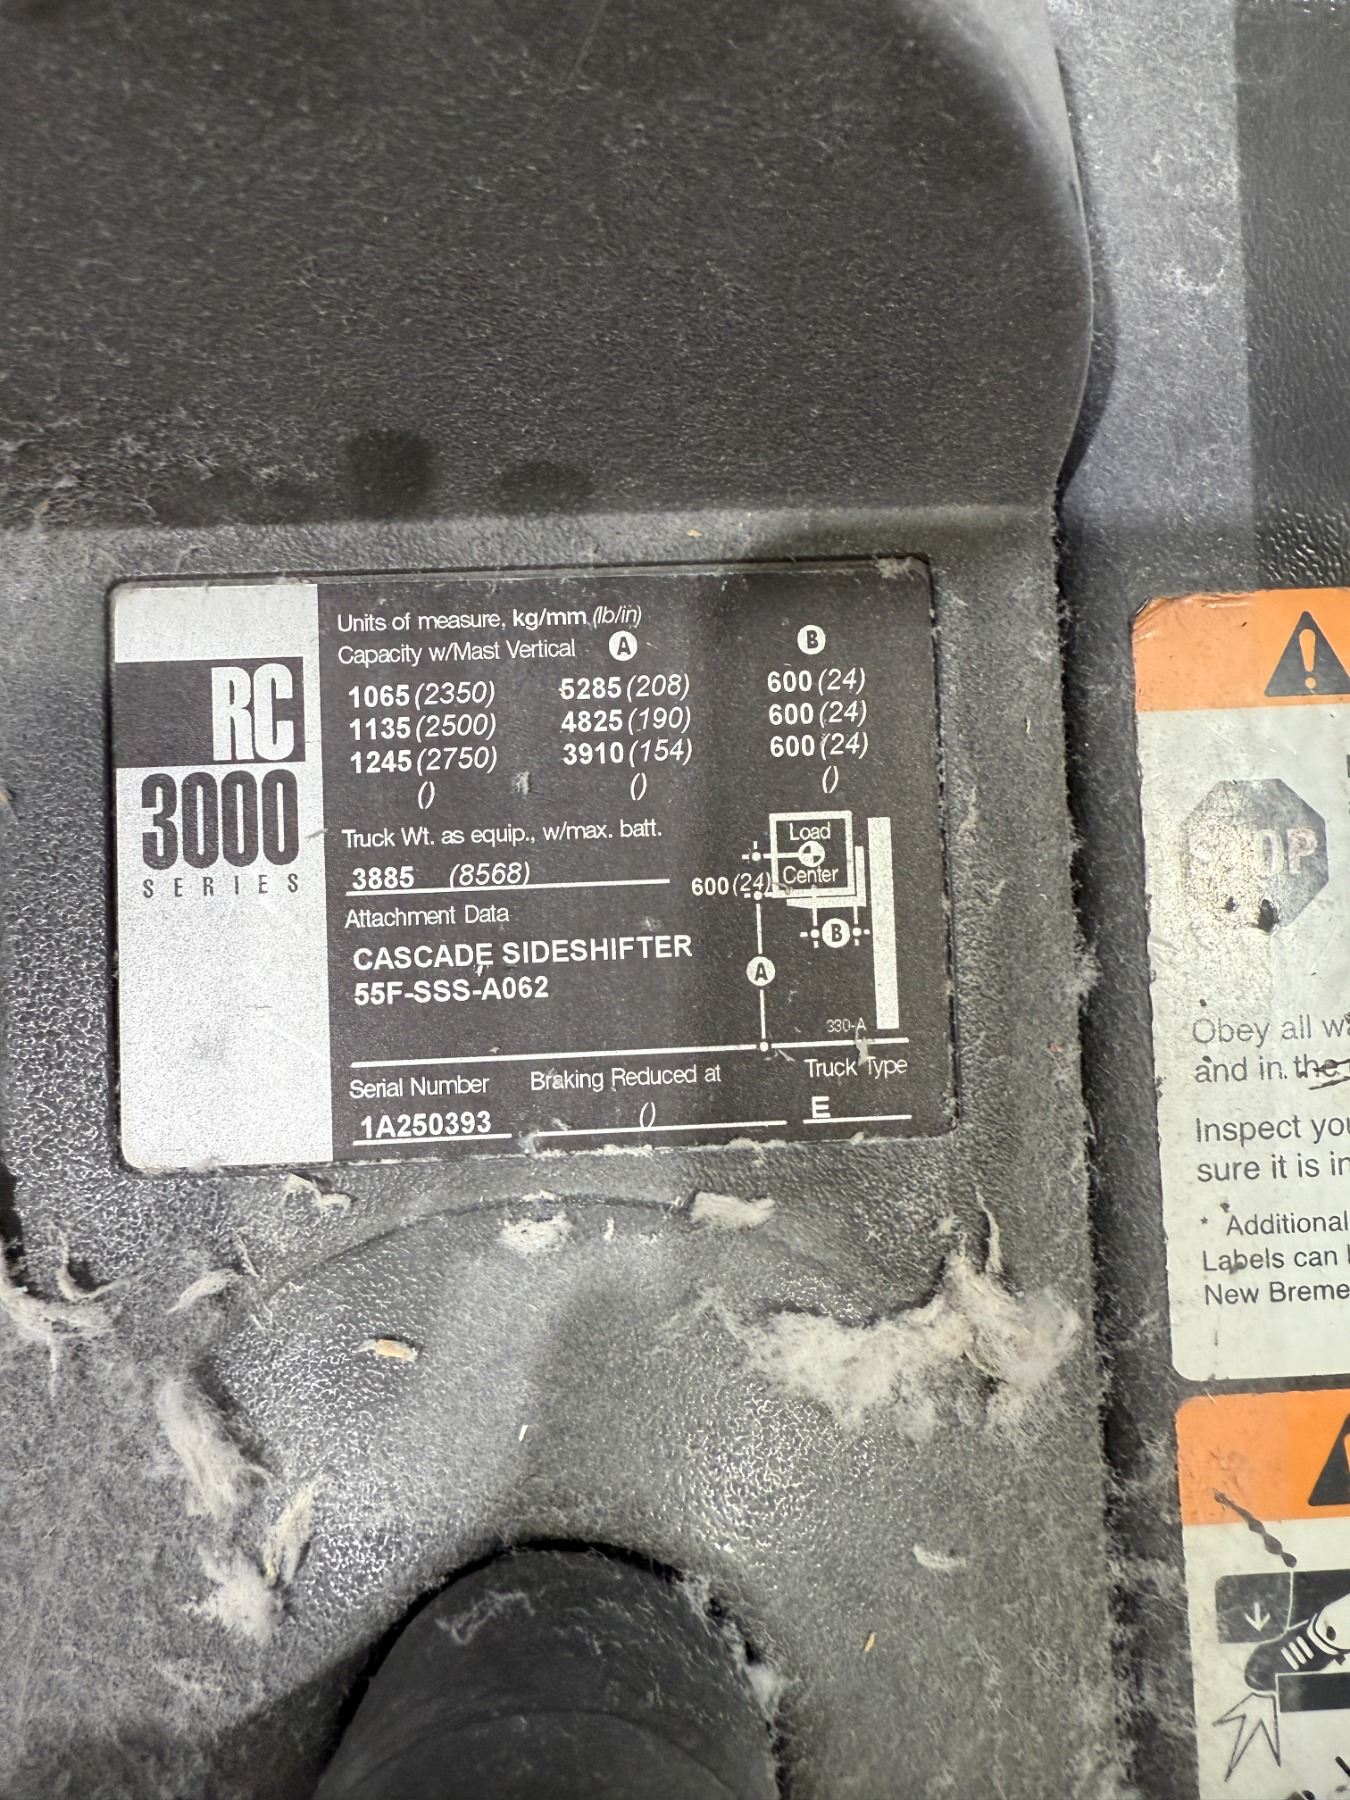 RC
3000
SERIES
Units of measure, kg/mm (lb/in)
Capacity w/Mast Vertical A B
1065 (2350) 5285 (208) 600 (24)
1135 (2500) 4825 (190) 600 (24)
1245 (2750) 3910 (154) 600 (24)
() () ()
Truck Wt. as equip., w/max. batt.
3885 (8568)
Load
Center
600 (24)
B
A
330-A
Attachment Data
CASCADE SIDESHIFTER
55F-SSS-A062
Serial Number Braking Reduced at Truck Type
1A250393 () E
STOP
Obey all
and in the
Inspect
sure it is
* Additional
Labels can
New